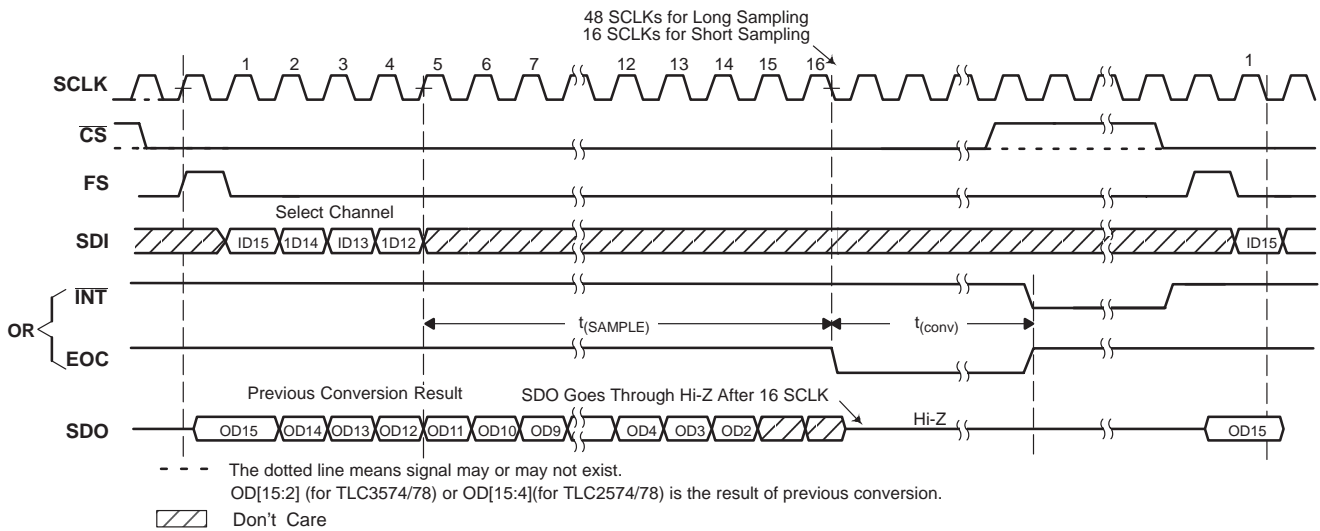 48 SCLKs for Long Sampling
16 SCLKs for Short Sampling
1 2 3 4 5 6 7 12 13 14 15 16 1
SCLK
CS
FS
Select Channel
SDI ID15 1D14 ID13 1D12 ID15
INT
OR
t(SAMPLE) t(conv)
EOC
Previous Conversion Result SDO Goes Through Hi-Z After 16 SCLK
Hi-Z
SDO OD15 OD14 OD13 OD12 OD11 OD10 OD9 OD4 OD3 OD2 OD15
The dotted line means signal may or may not exist.
OD[15:2] (for TLC3574/78) or OD[15:4](for TLC2574/78) is the result of previous conversion.
Don't Care